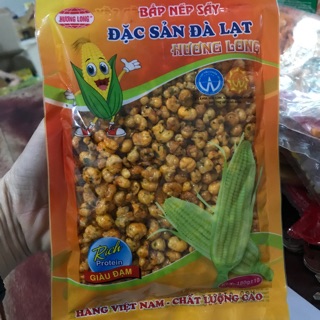 HƯƠNG LONG
BẮP NẾP SẤY
ĐẶC SẢN ĐÀ LẠT
HƯƠNG LONG
Rich
Protein
GIÀU ĐẠM
HÀNG VIỆT NAM - CHẤT LƯỢNG CAO